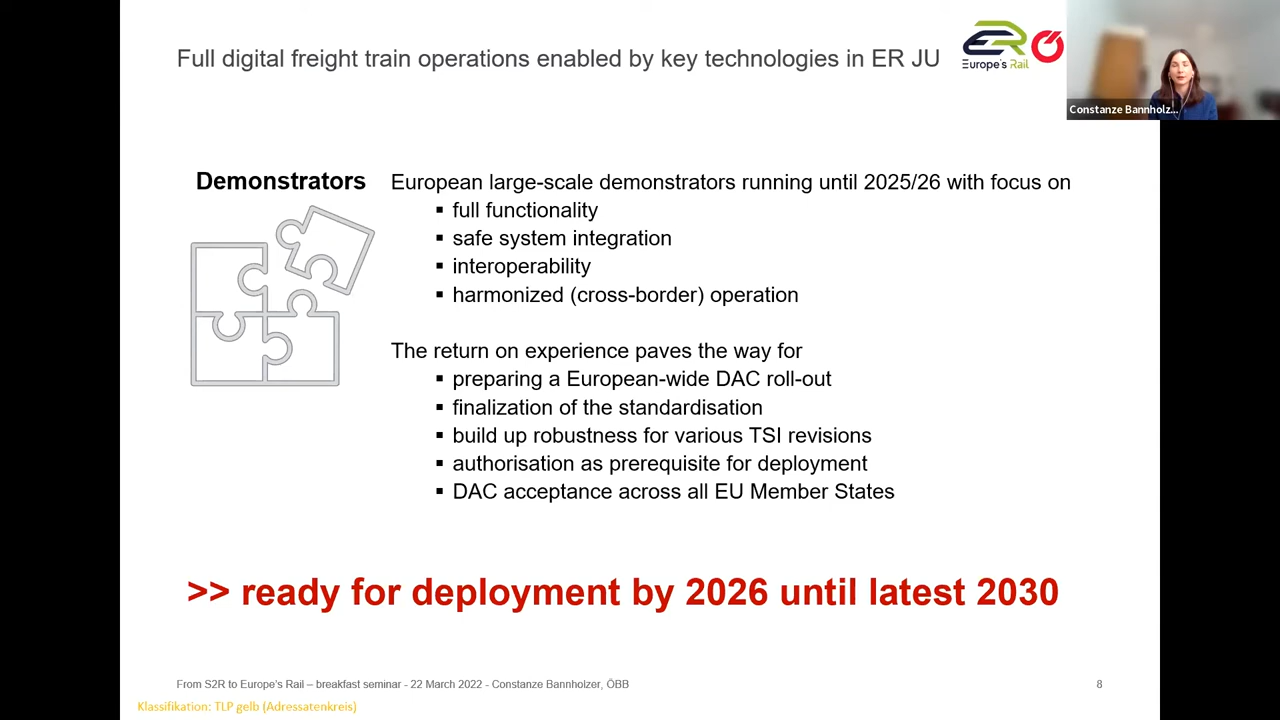 Full digital freight train operations enabled by key technologies in ER JU
Europe's Rail
Constanze Bannholz...
Demonstrators
European large-scale demonstrators running until 2025/26 with focus on
▪ full functionality
▪ safe system integration
▪ interoperability
▪ harmonized (cross-border) operation
The return on experience paves the way for
▪ preparing a European-wide DAC roll-out
▪ finalization of the standardisation
▪ build up robustness for various TSI revisions
▪ authorisation as prerequisite for deployment
▪ DAC acceptance across all EU Member States
>> ready for deployment by 2026 until latest 2030
From S2R to Europe's Rail – breakfast seminar - 22 March 2022 - Constanze Bannholzer, ÖBB
8
Klassifikation: TLP gelb (Adressatenkreis)